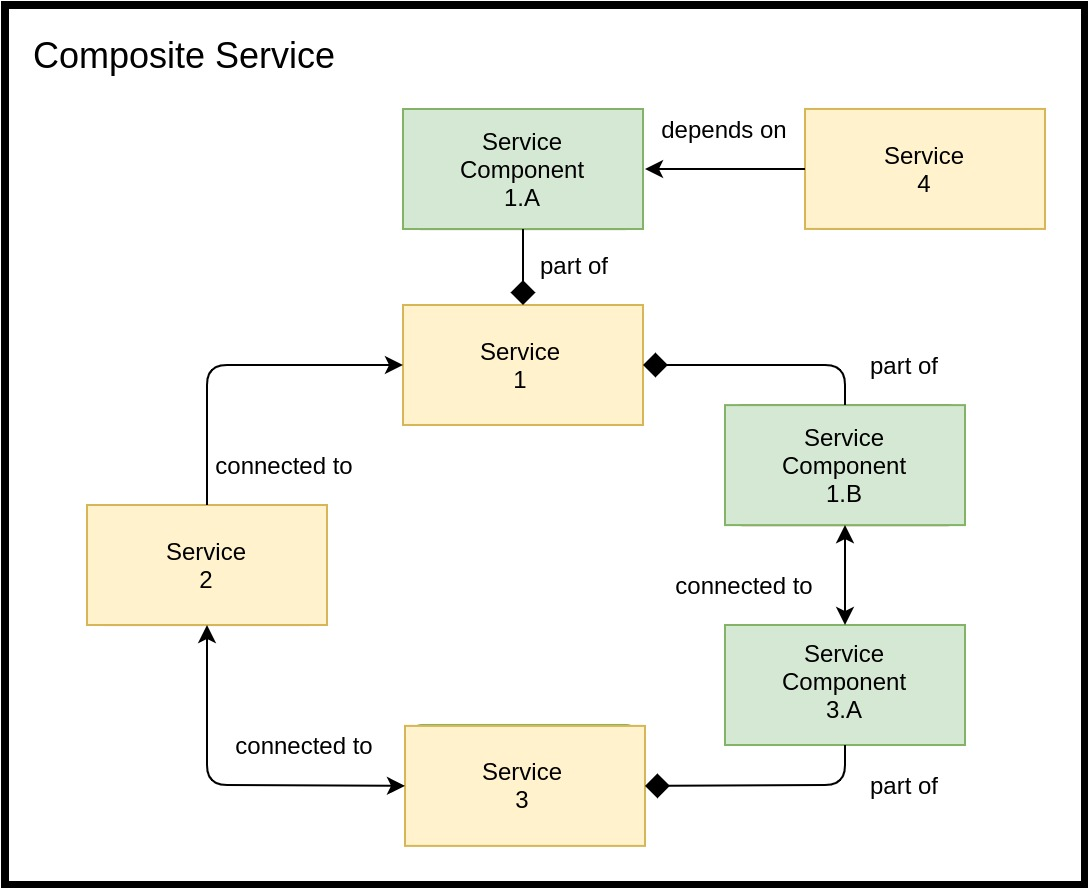 Composite Service
Service
Component
1.A
depends on
Service
4
part of
Service
1
part of
Service
Component
1.B
connected to
Service
2
connected to
Service
Component
3.A
connected to
Service
3
part of